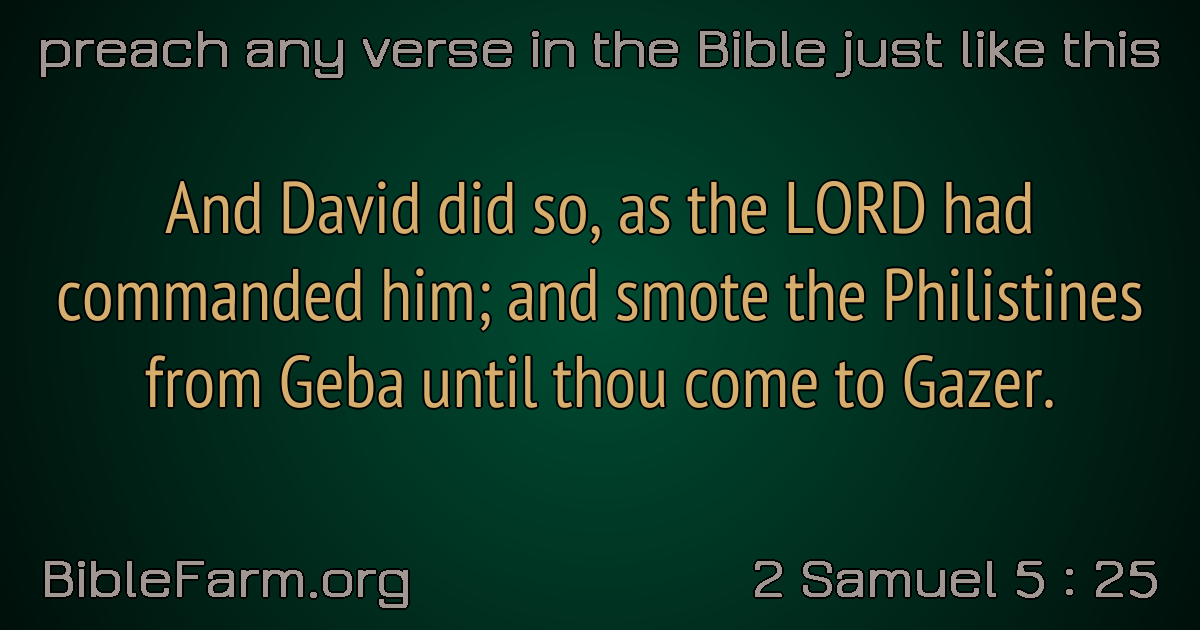 preach any verse in the Bible just like this
And David did so, as the LORD had
commanded him; and smote the Philistines
from Geba until thou come to Gazer.
BibleFarm.org
2 Samuel 5 : 25